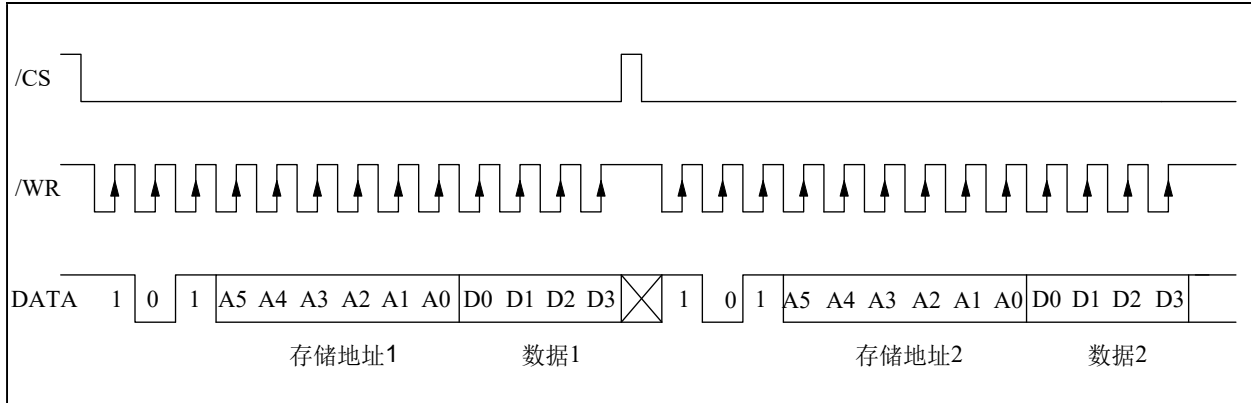 /CS
/WR
DATA 1 0 1 A5 A4 A3 A2 A1 A0 D0 D1 D2 D3 1 0 1 A5 A4 A3 A2 A1 A0 D0 D1 D2 D3
存储地址1 数据1 存储地址2 数据2